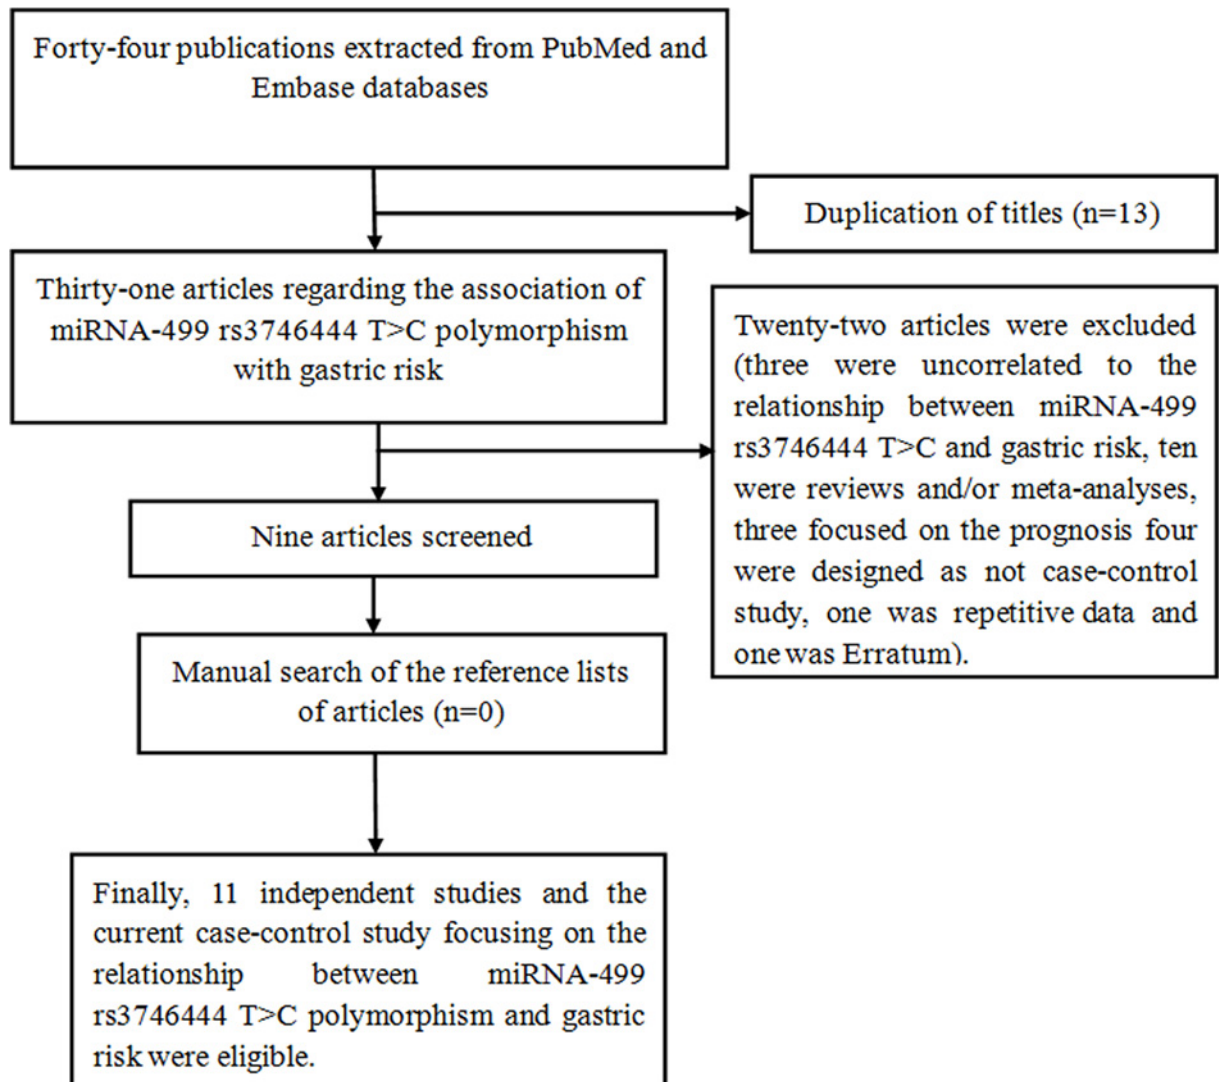 Forty-four publications extracted from PubMed and
Embase databases
Duplication of titles (n=13)
Thirty-one articles regarding the association of
miRNA-499 rs3746444 T>C polymorphism
with gastric risk
Twenty-two articles were excluded
(three were uncorrelated to the
relationship between miRNA-499
rs3746444 T>C and gastric risk, ten
were reviews and/or meta-analyses,
three focused on the prognosis four
were designed as not case-control
study, one was repetitive data and
one was Erratum).
Nine articles screened
Manual search of the reference lists
of articles (n=0)
Finally, 11 independent studies and the
current case-control study focusing on the
relationship between miRNA-499
rs3746444 T>C polymorphism and gastric
risk were eligible.